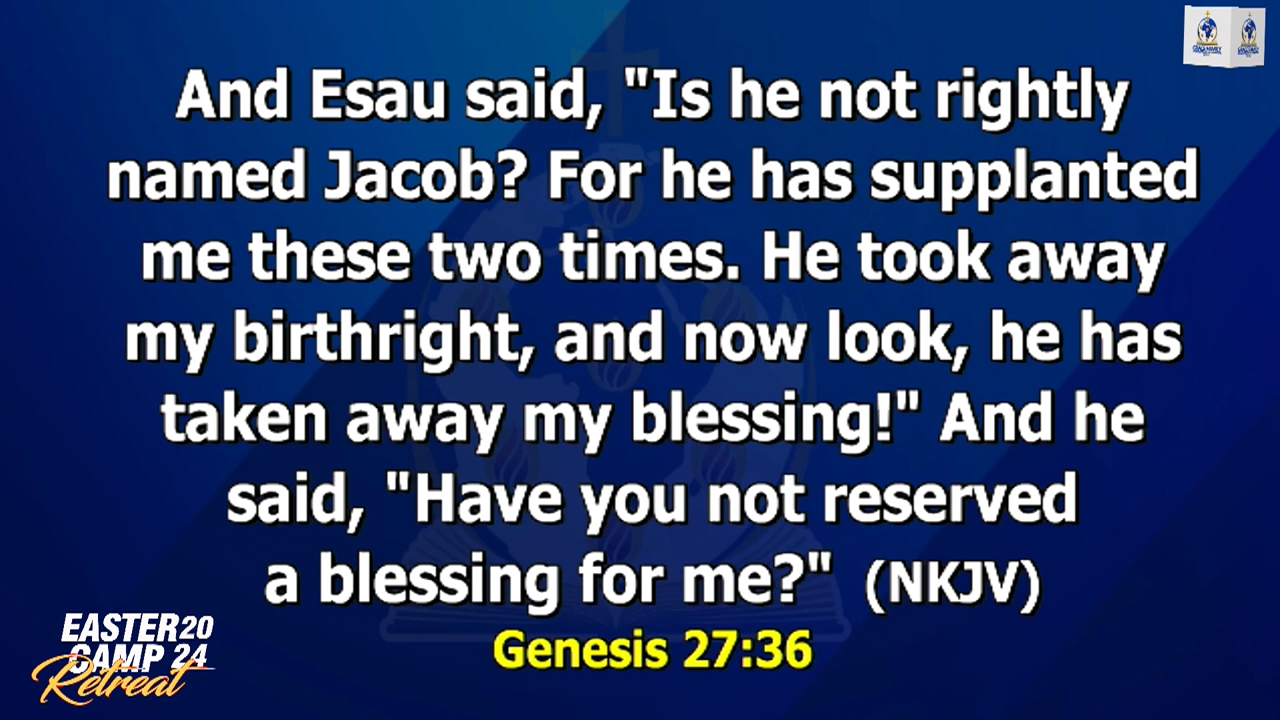 And Esau said, "Is he not rightly
named Jacob? For he has supplanted
me these two times. He took away
my birthright, and now look, he has
taken away my blessing!" And he
said, "Have you not reserved
a blessing for me?" (NKJV)
Genesis 27:36
EASTER 20
CAMP 24
Retreat